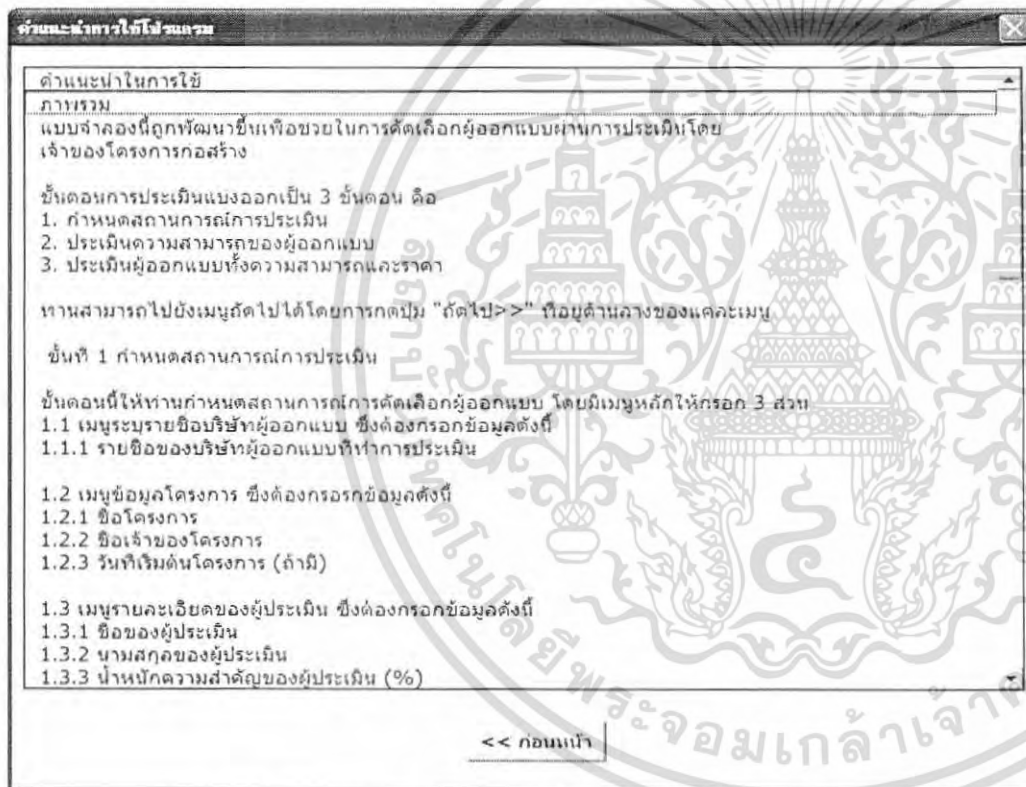 คำแนะนำการใช้โปรแกรม
คำแนะนำในการใช้
ภาพรวม
แบบจำลองนี้ถูกพัฒนาขึ้นเพื่อช่วยในการคัดเลือกผู้ออกแบบผ่านการประเมินโดย
เจ้าของโครงการก่อสร้าง
ขั้นตอนการประเมินแบ่งออกเป็น 3 ขั้นตอน คือ
1. กำหนดสถานการณ์การประเมิน
2. ประเมินความสามารถของผู้ออกแบบ
3. ประเมินผู้ออกแบบทั้งความสามารถและราคา
ท่านสามารถไปยังเมนูถัดไปได้โดยการกดปุ่ม "ถัดไป>>" ที่อยู่ด้านล่างของแต่ละเมนู
ขั้นที่ 1 กำหนดสถานการณ์การประเมิน
ขั้นตอนนี้ให้ท่านกำหนดสถานการณ์การคัดเลือกผู้ออกแบบ โดยมีเมนูหลักให้กรอก 3 ส่วน
1.1 เมนูระบุรายชื่อบริษัทผู้ออกแบบ ซึ่งต้องกรอกข้อมูลดังนี้
1.1.1 รายชื่อของบริษัทผู้ออกแบบที่ทำการประเมิน
1.2 เมนูข้อมูลโครงการ ซึ่งต้องกรอรกข้อมูลดังนี้
1.2.1 ชื่อโครงการ
1.2.2 ชื่อเจ้าของโครงการ
1.2.3 วันที่เริ่มต้นโครงการ (ถ้ามี)
1.3 เมนูรายละเอียดของผู้ประเมิน ซึ่งต้องกรอกข้อมูลดังนี้
1.3.1 ชื่อของผู้ประเมิน
1.3.2 นามสกุลของผู้ประเมิน
1.3.3 น้ำหนักความสำคัญของผู้ประเมิน (%)
<< ก่อนหน้า
เทคโนโลยีพระจอมเกล้าเจ้า